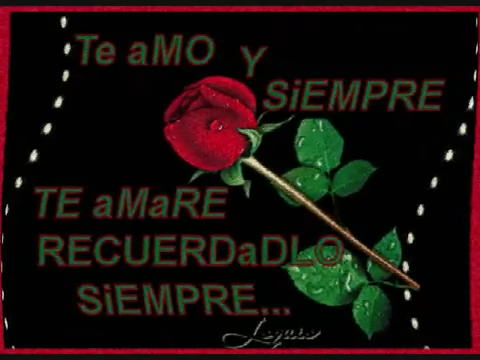 Te aMO Y
SiEMPRE
TE aMaRE
RECUERDaDLO
SiEMPRE...